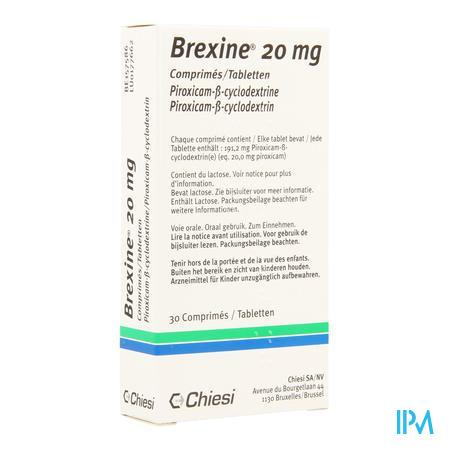 Brexine® 20 mg
Comprimés/Tabletten
Piroxicam-β-cyclodextrine
Piroxicam-β-cyclodextrin
Chaque comprimé contient / Elke tablet bevat / Jede
Tablette enthält : 191,2 mg Piroxicam-ß-
cyclodextrin(e) (eq. 20,0 mg piroxicam)
Contient du lactose. Voir notice pour plus
d'information.
Bevat lactose. Zie bijsluiter voor meer informatie.
Enthält Lactose. Packungsbeilage beachten für
weitere Informationen.
Voie orale. Oraal gebruik. Zum Einnehmen.
Lire la notice avant utilisation. Voor gebruik de
bijsluiter lezen. Packungsbeilage beachten.
Tenir hors de la portée et de la vue des enfants.
Buiten het bereik en zicht van kinderen houden.
Arzneimittel für Kinder unzugänglich aufbewahren.
30 Comprimés / Tabletten
Chiesi
Chiesi SA/NV
Avenue du Bourgetlaan 44
1130 Bruxelles/Brussel
BE157586
LU0177662
Brexine® 20 mg
Comprimés/Tabletten
Piroxicam-β-cyclodextrine/Piroxicam-β-cyclodextrin
Chiesi
IPM